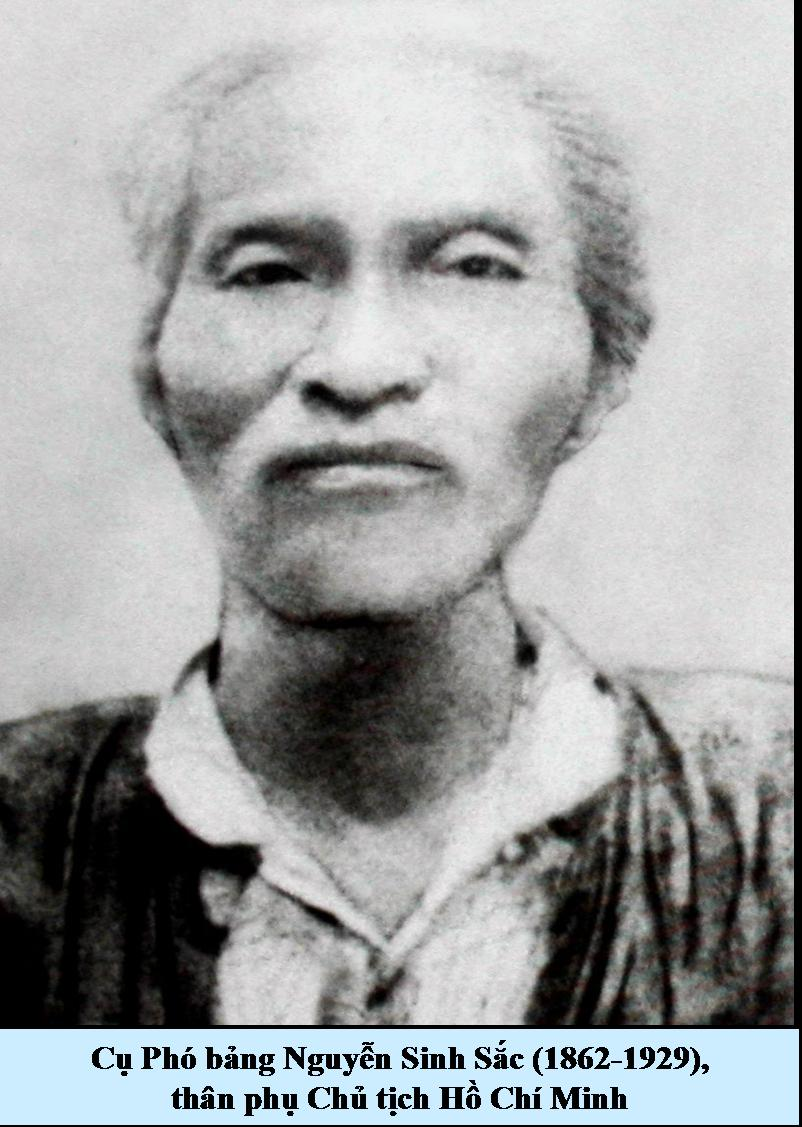 Cụ Phó bảng Nguyễn Sinh Sắc (1862-1929),
thân phụ Chủ tịch Hồ Chí Minh